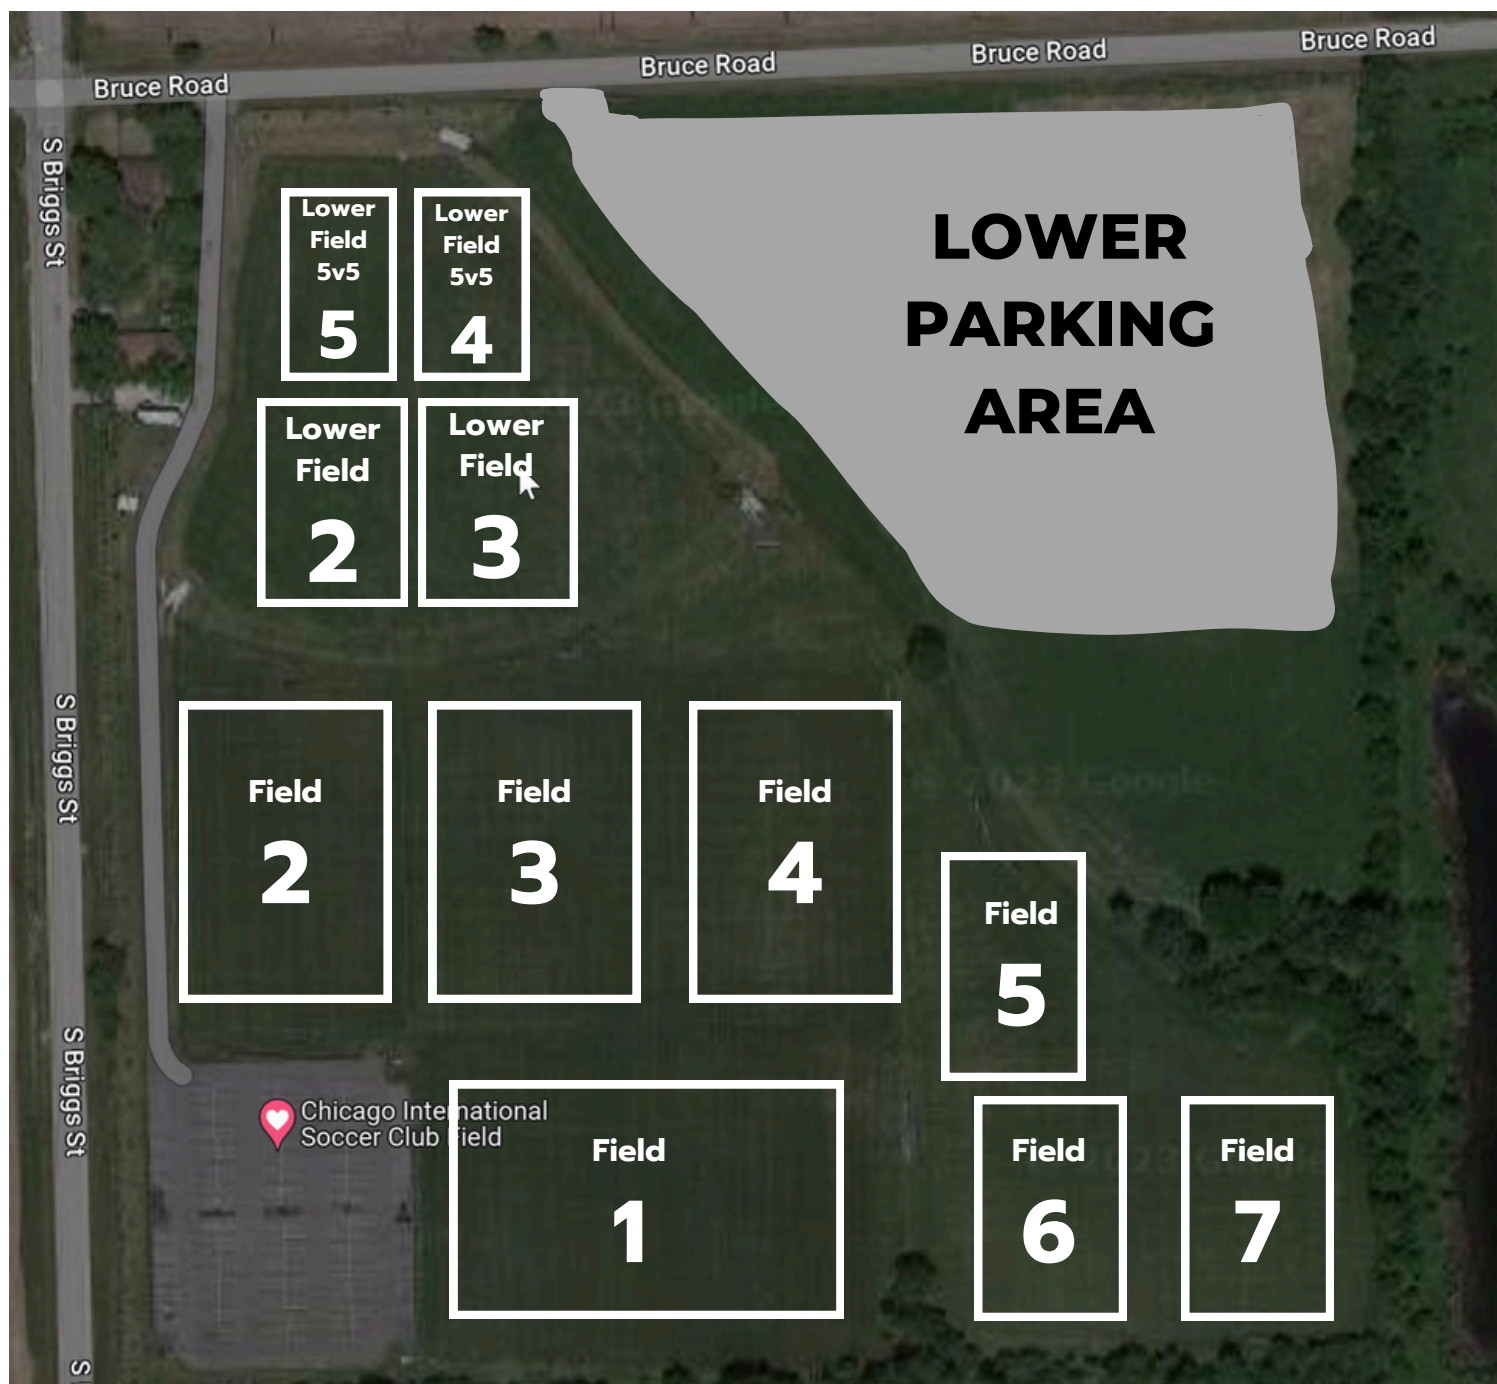 Bruce Road
Bruce Road
Bruce Road
Bruce Road
S Briggs St
Lower
Field
5v5
5
Lower
Field
5v5
4
LOWER
PARKING
AREA
Lower
Field
2
Lower
Field
3
S Briggs St
Field
2
Field
3
Field
4
Google
Field
5
S Briggs St
Chicago International
Soccer Club Field
Field
1
Field
6
Field
7
S